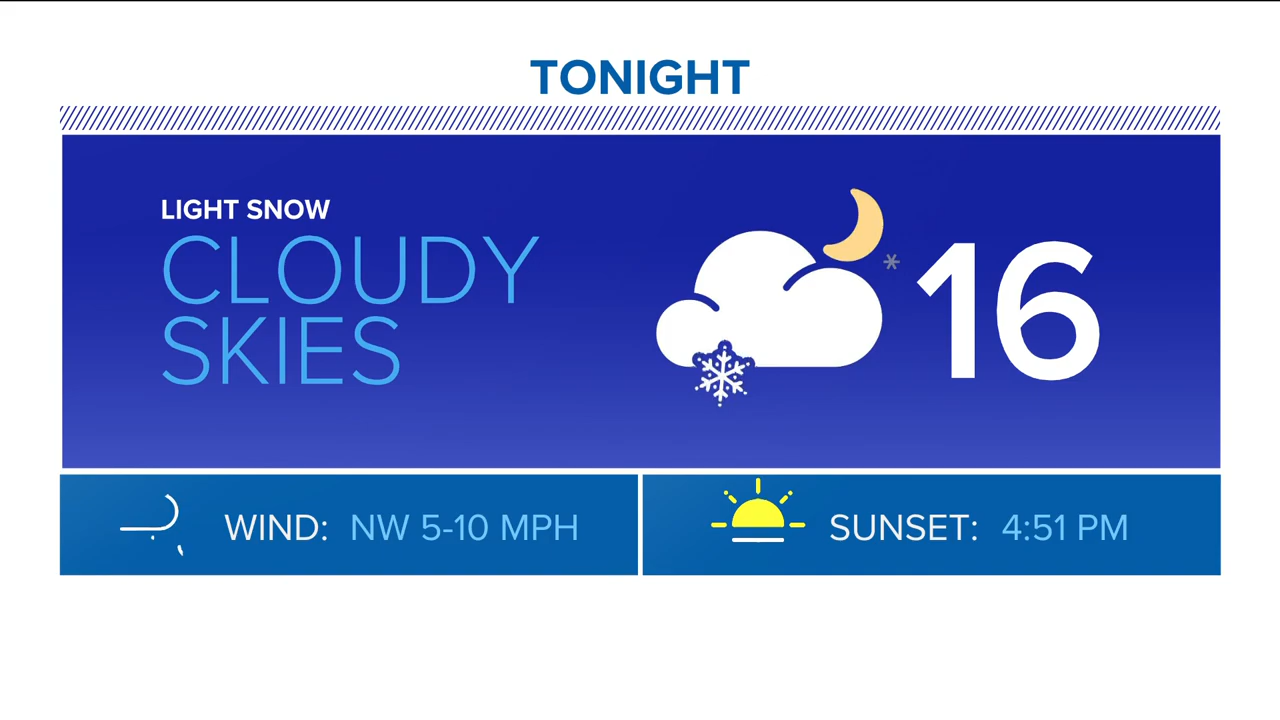 TONIGHT
LIGHT SNOW
CLOUDY
SKIES
16
WIND: NW 5-10 MPH
SUNSET: 4:51 PM